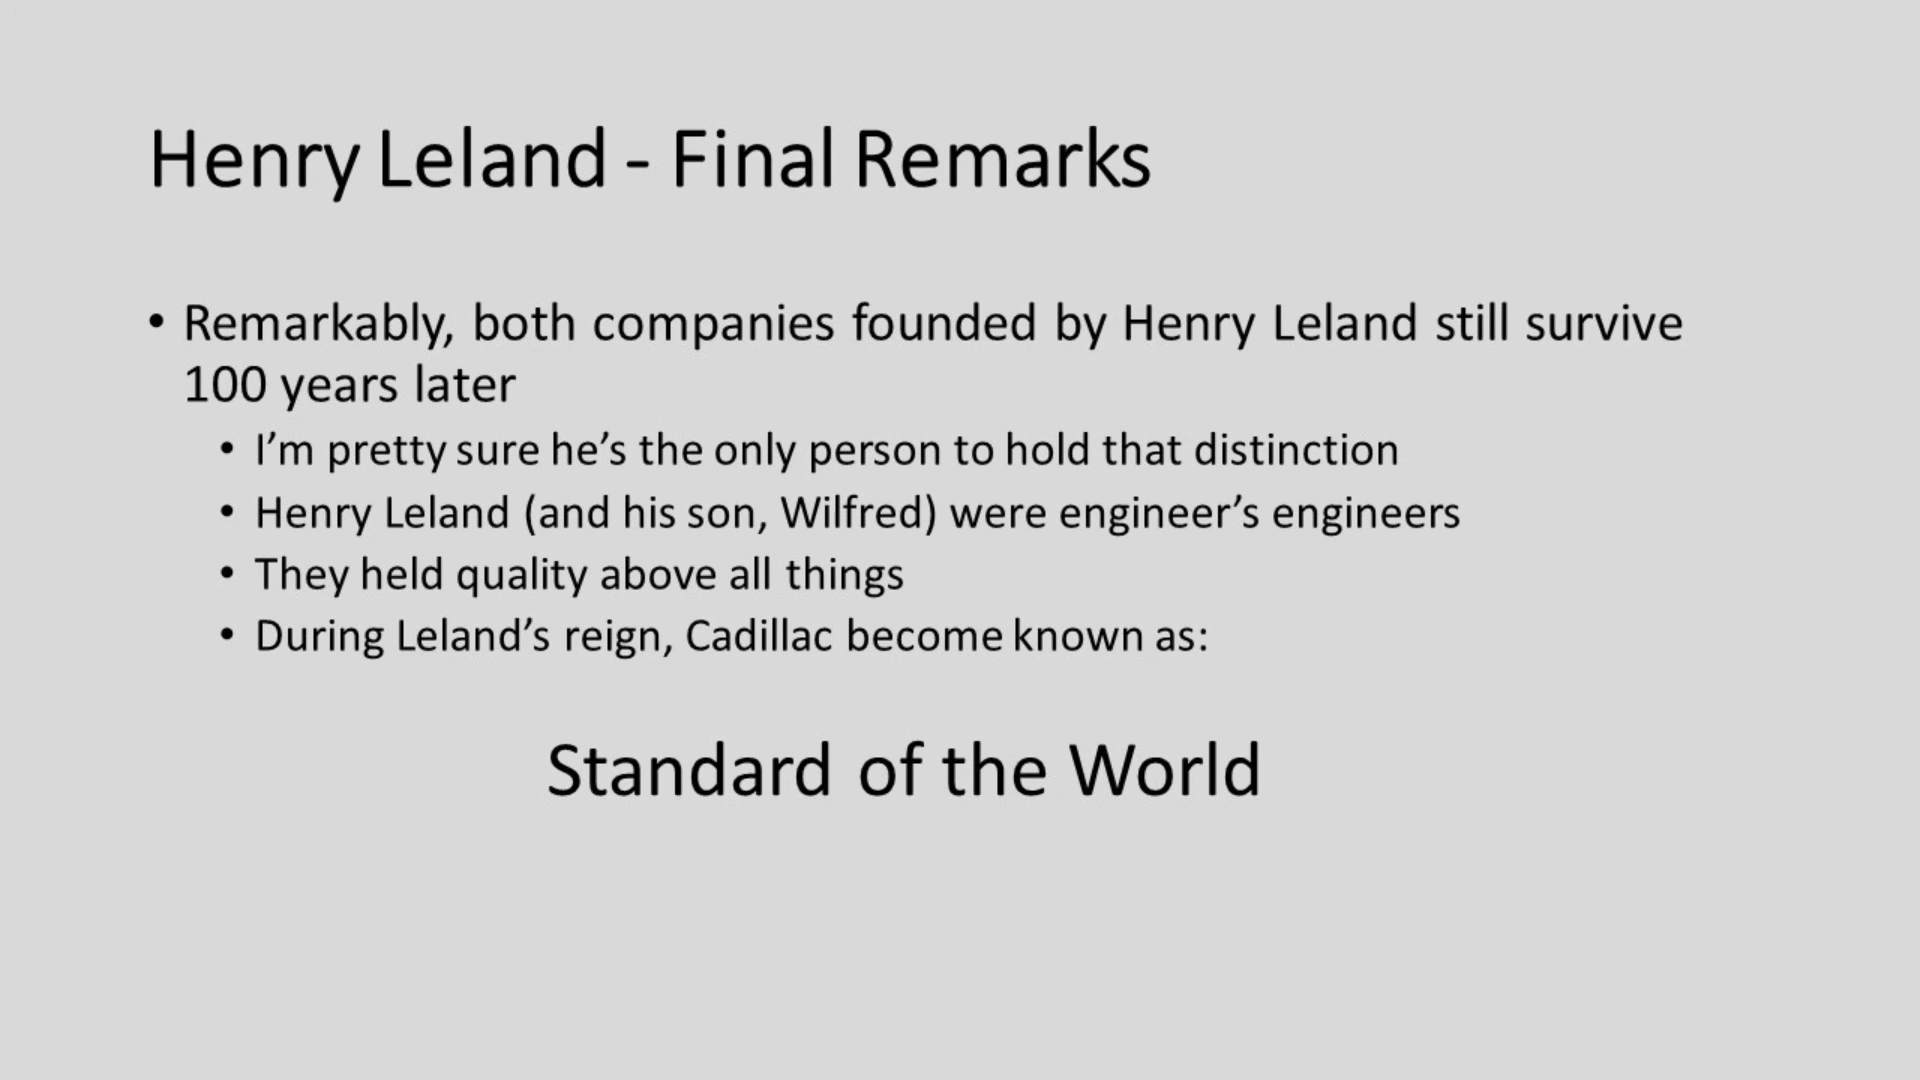 Henry Leland - Final Remarks
• Remarkably, both companies founded by Henry Leland still survive
100 years later
• I’m pretty sure he’s the only person to hold that distinction
• Henry Leland (and his son, Wilfred) were engineer’s engineers
• They held quality above all things
• During Leland’s reign, Cadillac become known as:
Standard of the World